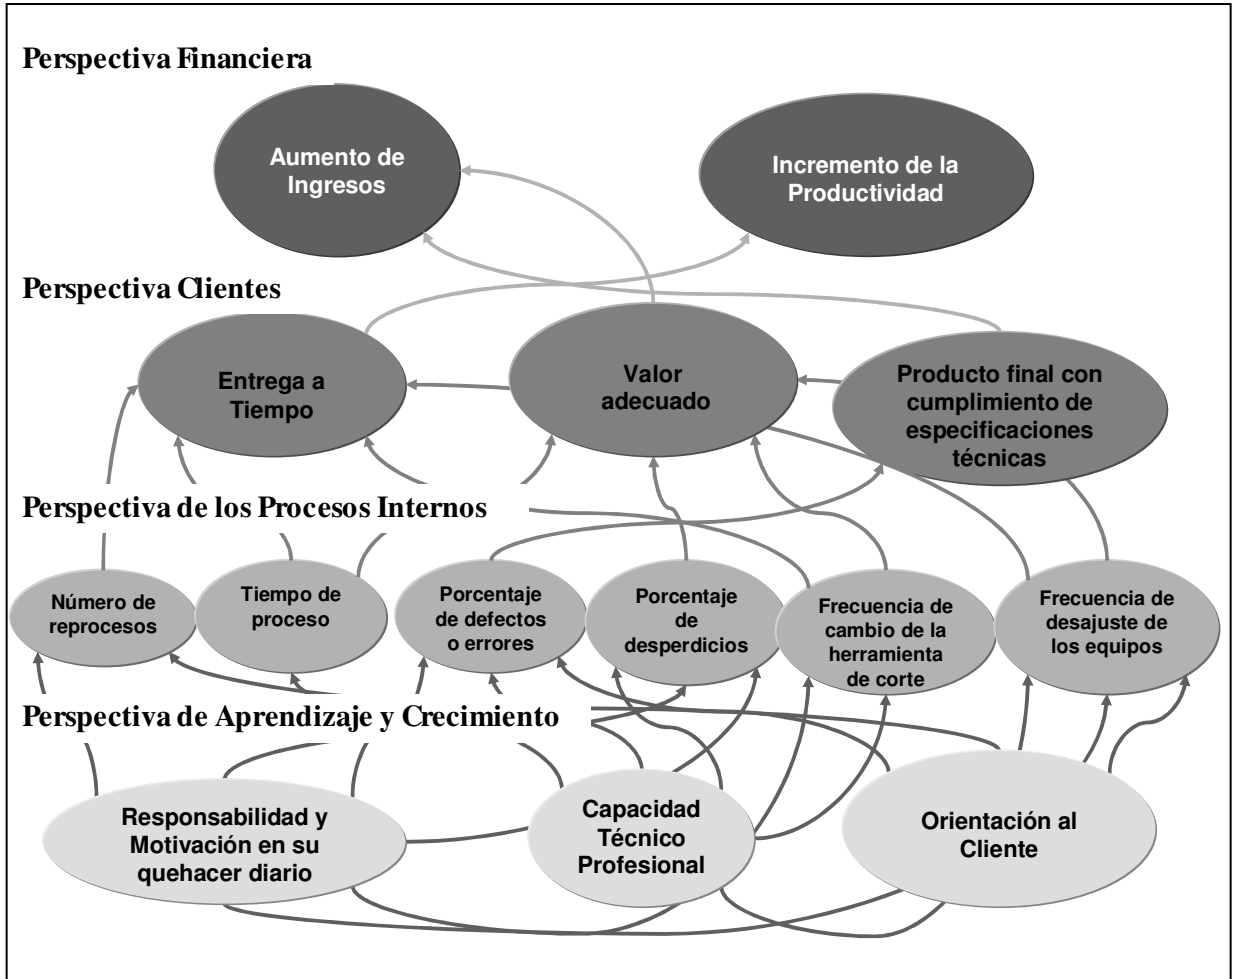 Perspectiva Financiera
Aumento de
Ingresos
Incremento de la
Productividad
Perspectiva Clientes
Entrega a
Tiempo
Valor
adecuado
Producto final con
cumplimiento de
especificaciones
técnicas
Perspectiva de los Procesos Internos
Número de
reprocesos
Tiempo de
proceso
Porcentaje
de defectos
o errores
Porcentaje
de
desperdicios
Frecuencia de
cambio de la
herramienta
de corte
Frecuencia de
desajuste de
los equipos
Perspectiva de Aprendizaje y Crecimiento
Responsabilidad y
Motivación en su
quehacer diario
Capacidad
Técnico
Profesional
Orientación al
Cliente